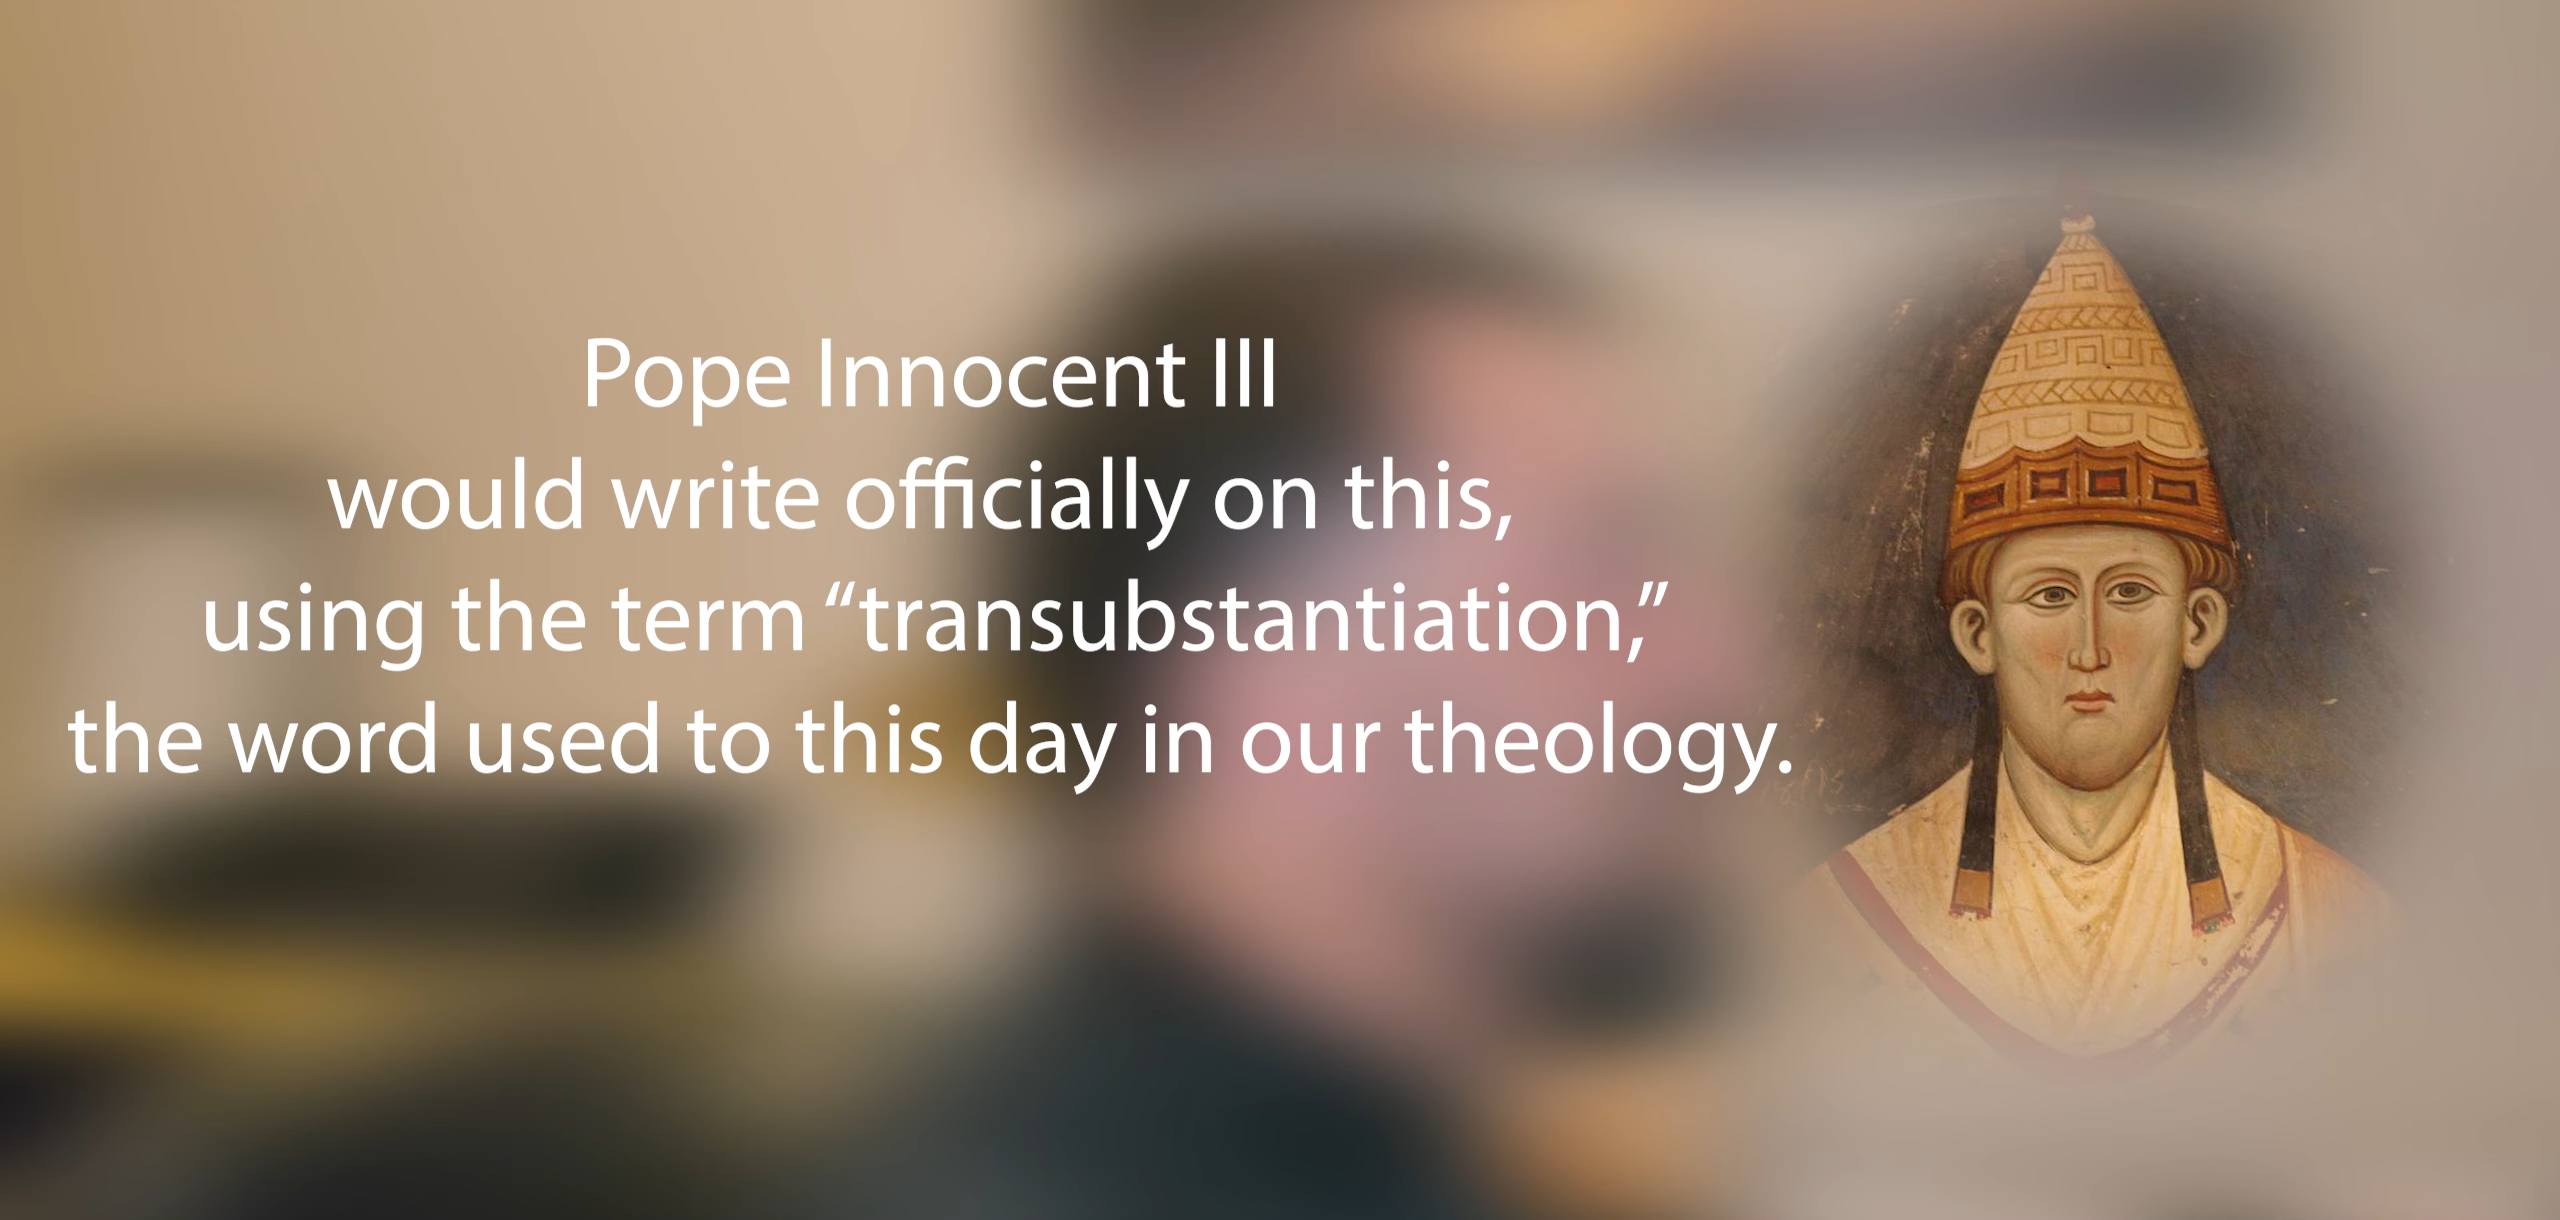 Pope Innocent III
would write officially on this,
using the term “transubstantiation,”
the word used to this day in our theology.